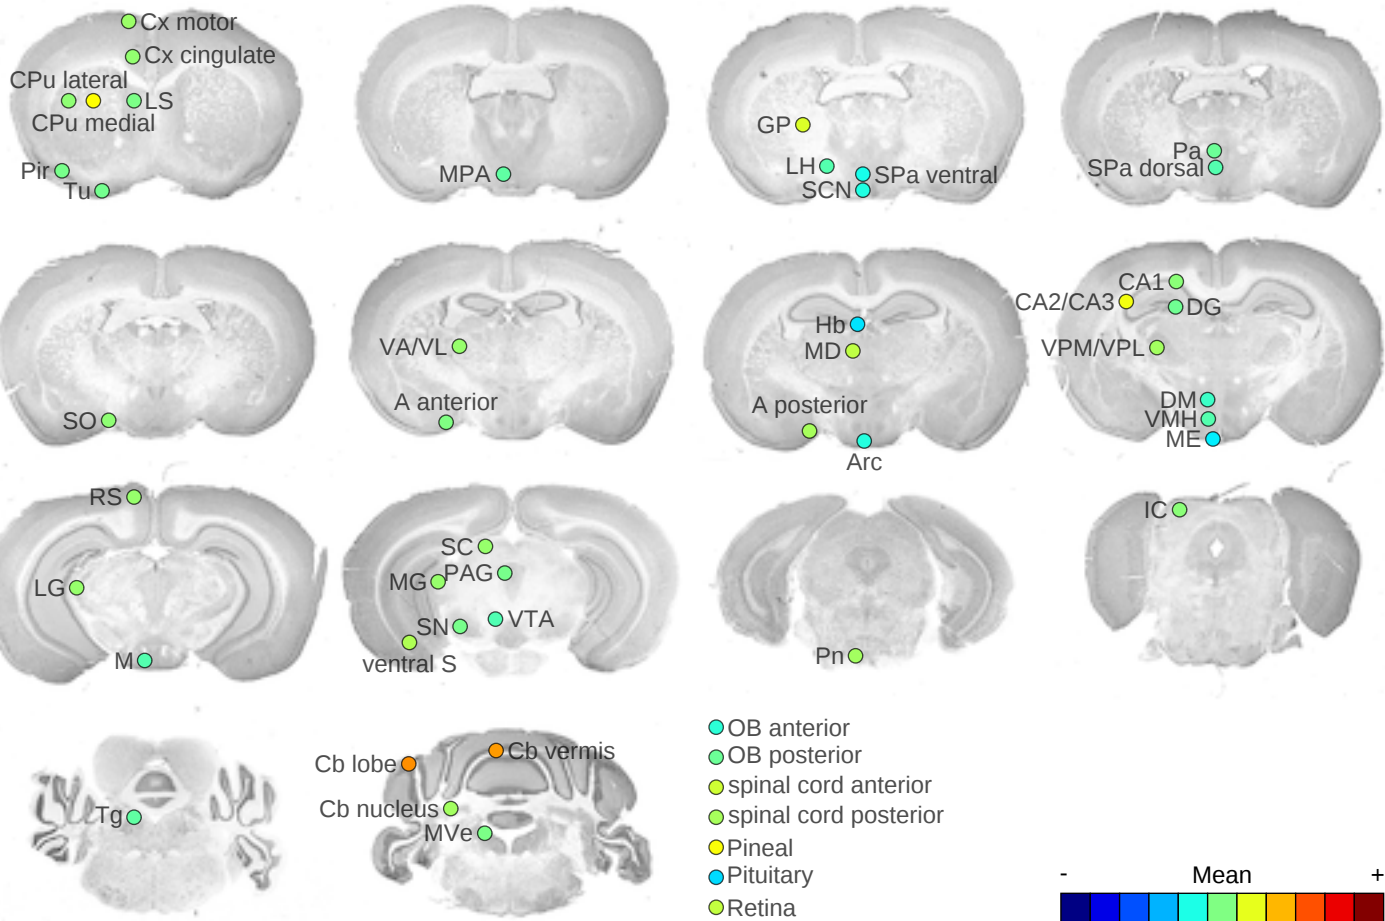 Cx motor
Cx cingulate
CPu lateral
LS
CPu medial
Pir
Tu
MPA
GP
LH
SPa ventral
SCN
Pa
SPa dorsal
SO
VA/VL
A anterior
Hb
MD
A posterior
Arc
CA1
CA2/CA3
DG
VPM/VPL
DM
VMH
ME
RS
LG
M
SC
MG
PAG
SN
VTA
ventral S
Pn
IC
Tg
Cb lobe
Cb vermis
Cb nucleus
MVe
OB anterior
OB posterior
spinal cord anterior
spinal cord posterior
Pineal
Pituitary
Retina
- Mean +